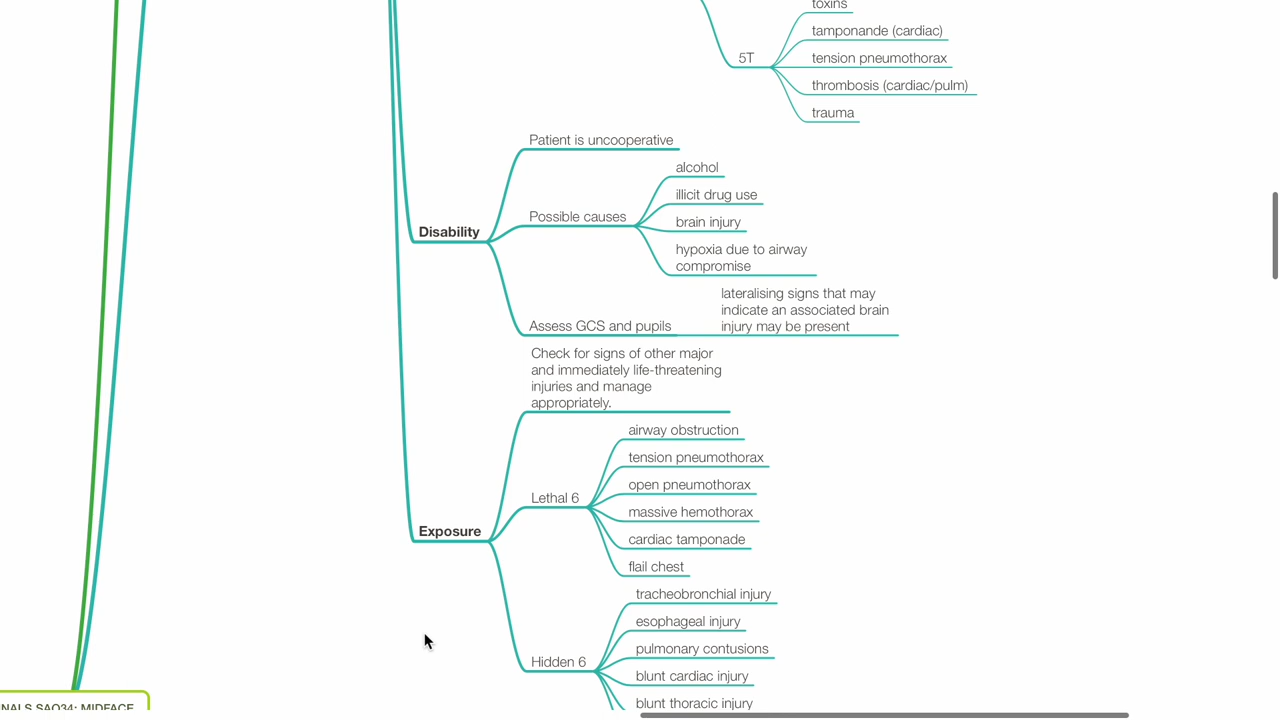 toxins
tamponande (cardiac)
5T
tension pneumothorax
thrombosis (cardiac/pulm)
trauma
Patient is uncooperative
alcohol
illicit drug use
Possible causes
brain injury
Disability
hypoxia due to airway
compromise
lateralising signs that may
indicate an associated brain
Assess GCS and pupils
injury may be present
Check for signs of other major
and immediately life-threatening
injuries and manage
appropriately.
airway obstruction
tension pneumothorax
open pneumothorax
Lethal 6
massive hemothorax
Exposure
cardiac tamponade
flail chest
tracheobronchial injury
esophageal injury
pulmonary contusions
Hidden 6
blunt cardiac injury
blunt thoracic injury
NALS SAQ34: MIDFACE